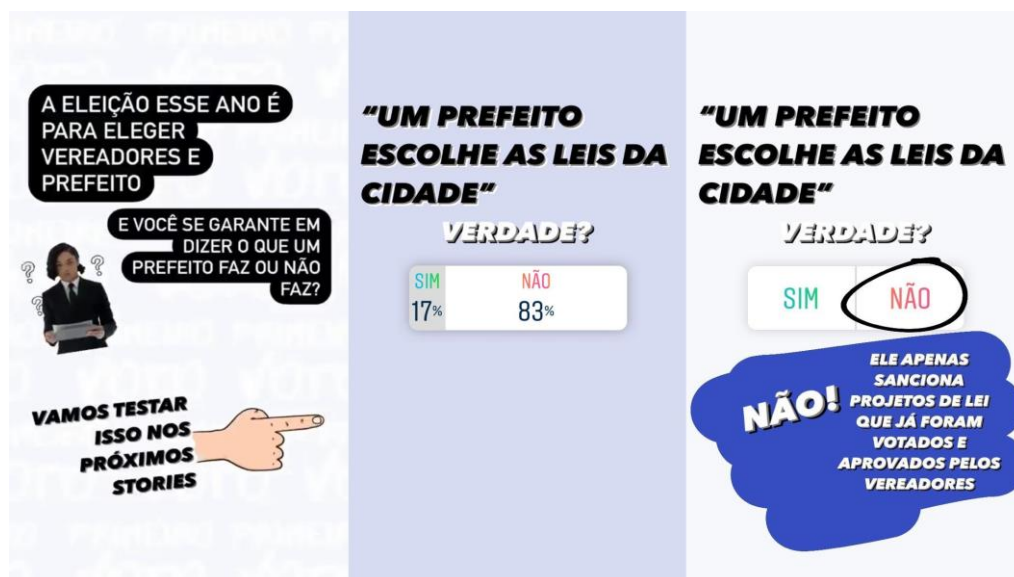 A ELEIÇÃO ESSE ANO É
PARA ELEGER
VEREADORES E
PREFEITO
E VOCÊ SE GARANTE EM
DIZER O QUE UM
PREFEITO FAZ OU NÃO
FAZ?
? ?
?
VAMOS TESTAR
ISSO NOS
PRÓXIMOS
STORIES
"UM PREFEITO
ESCOLHE AS LEIS DA
CIDADE"
VERDADE?
SIM NÃO
17% 83%
"UM PREFEITO
ESCOLHE AS LEIS DA
CIDADE"
VERDADE?
SIM NÃO
NÃO!
ELE APENAS
SANCIONA
PROJETOS DE LEI
QUE JÁ FORAM
VOTADOS E
APROVADOS PELOS
VEREADORES